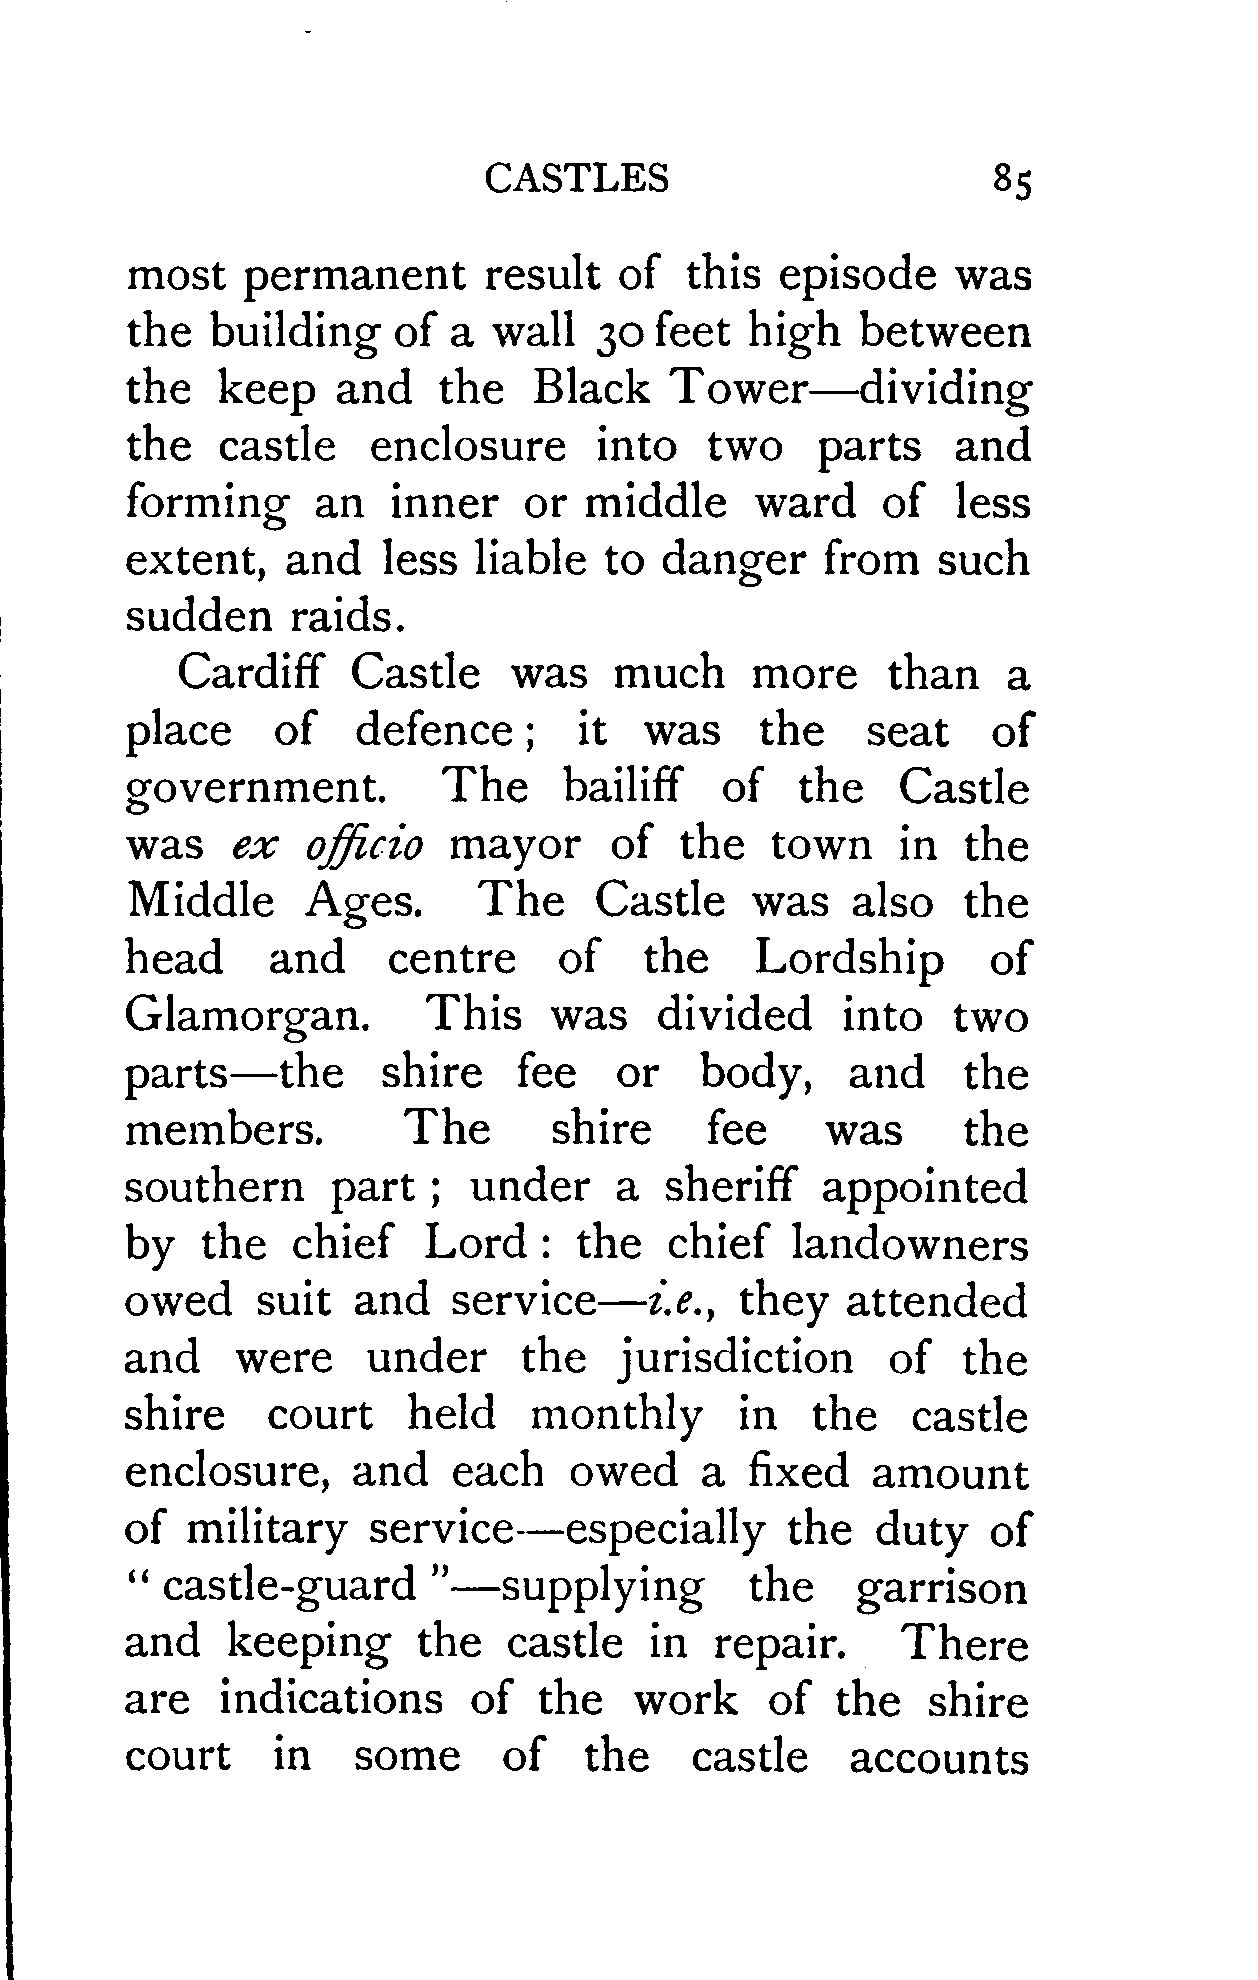 CASTLES 85
most permanent result of this episode was
the building of a wall 30 feet high between
the keep and the Black Tower—dividing
the castle enclosure into two parts and
forming an inner or middle ward of less
extent, and less liable to danger from such
sudden raids.
Cardiff Castle was much more than a
place of defence ; it was the seat of
government. The bailiff of the Castle
was ex officio mayor of the town in the
Middle Ages. The Castle was also the
head and centre of the Lordship of
Glamorgan. This was divided into two
parts—the shire fee or body, and the
members. The shire fee was the
southern part ; under a sheriff appointed
by the chief Lord : the chief landowners
owed suit and service—i.e., they attended
and were under the jurisdiction of the
shire court held monthly in the castle
enclosure, and each owed a fixed amount
of military service—especially the duty of
“ castle-guard ”—supplying the garrison
and keeping the castle in repair. There
are indications of the work of the shire
court in some of the castle accounts